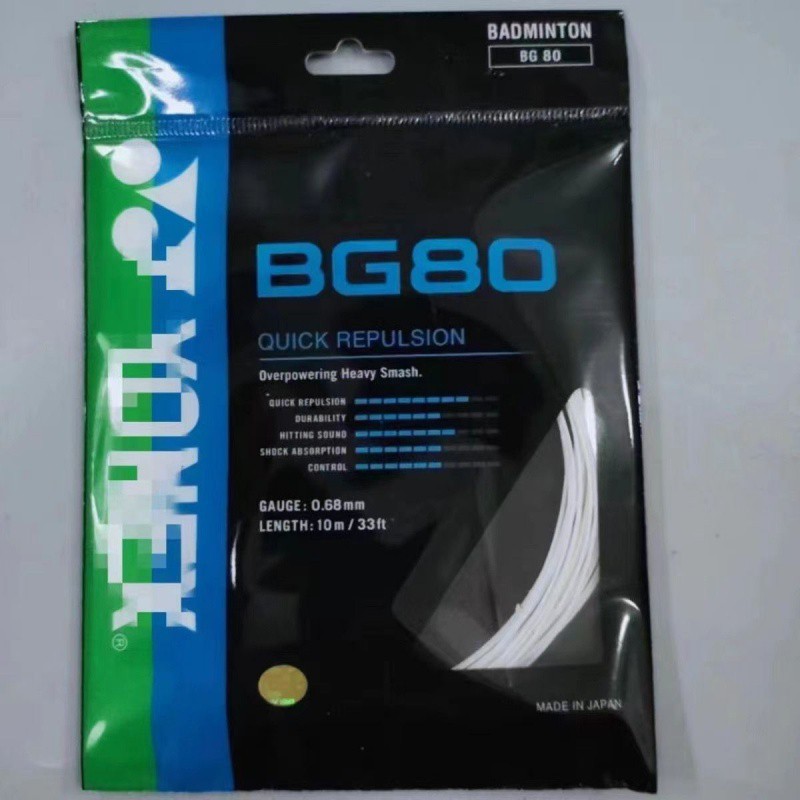 BADMINTON
BG 80
YONEX
®
BG80
QUICK REPULSION
Overpowering Heavy Smash.
QUICK REPULSION
DURABILITY
HITTING SOUND
SHOCK ABSORPTION
CONTROL
GAUGE: 0.68mm
LENGTH: 10m / 33ft
MADE IN JAPAN